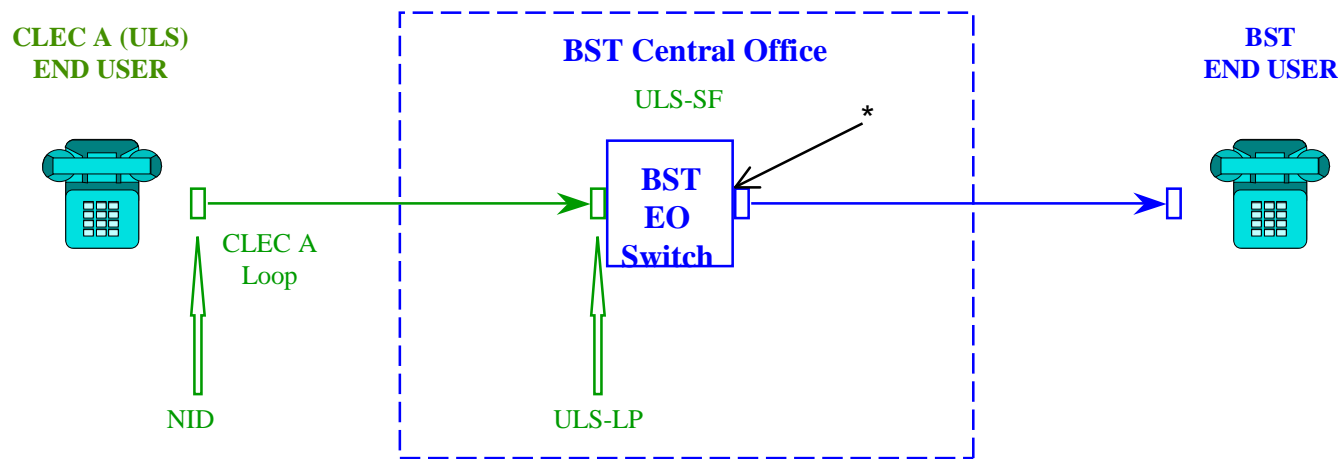 CLEC A (ULS)
END USER
BST Central Office
BST
END USER
ULS-SF
*
BST
EO
Switch
CLEC A
Loop
NID
ULS-LP